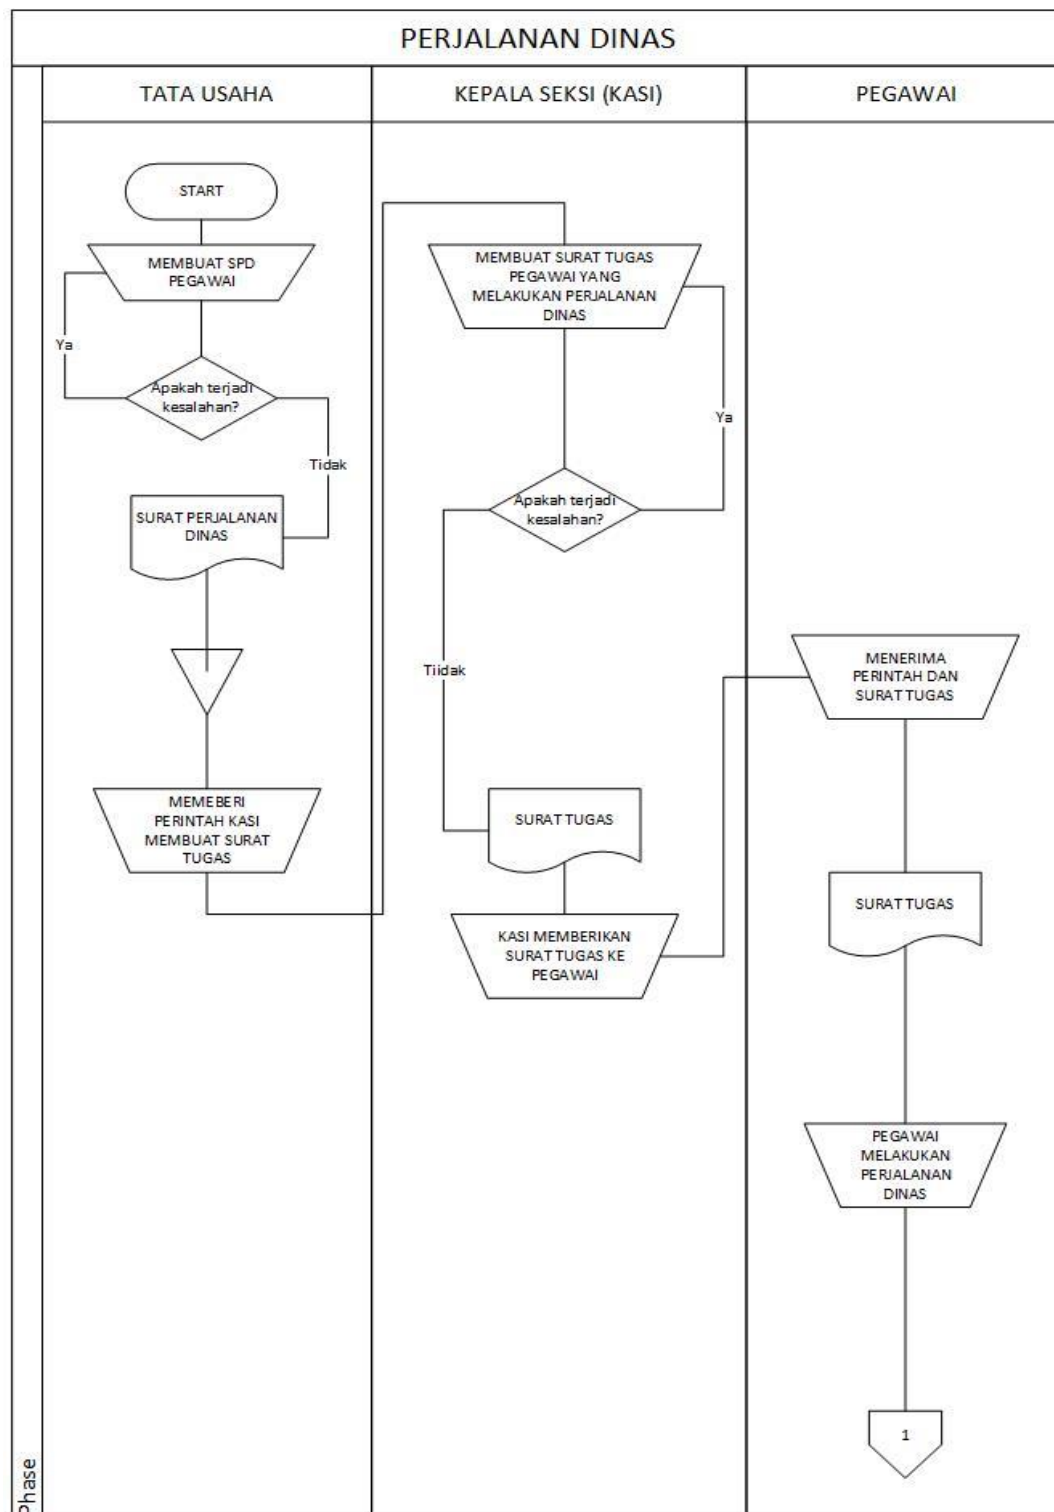 PERJALANAN DINAS
TATA USAHA
KEPALA SEKSI (KASI)
PEGAWAI
START
MEMBUAT SPD
PEGAWAI
Ya
Apakah terjadi
kesalahan?
Tidak
SURAT PERJALANAN
DINAS
MEMEBERI
PERINTAH KASI
MEMBUAT SURAT
TUGAS
MEMBUAT SURAT TUGAS
PEGAWAI YANG
MELAKUKAN PERJALANAN
DINAS
Ya
Apakah terjadi
kesalahan?
Tiidak
SURAT TUGAS
KASI MEMBERIKAN
SURAT TUGAS KE
PEGAWAI
MENERIMA
PERINTAH DAN
SURAT TUGAS
SURAT TUGAS
PEGAWAI
MELAKUKAN
PERJALANAN
DINAS
1
Phase